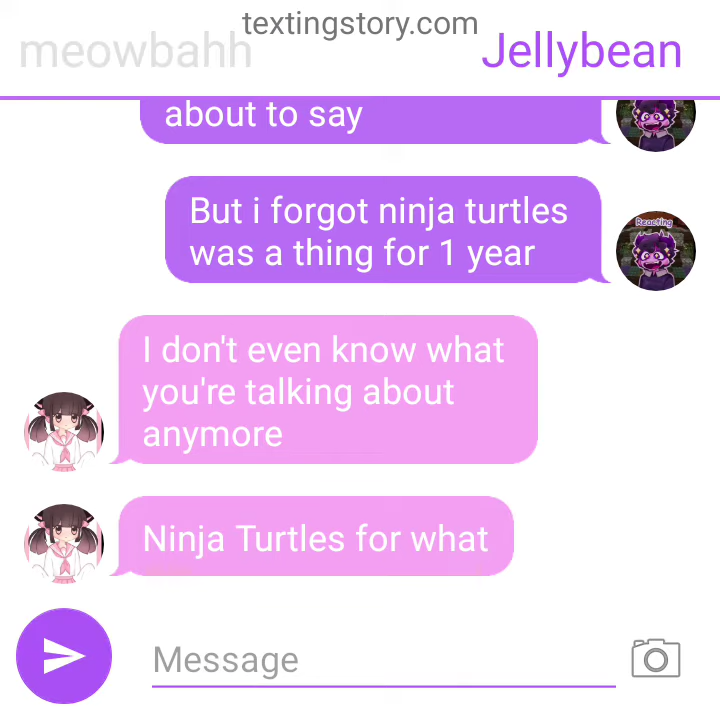 textingstory.com
meowbahh
Jellybean
about to say
But i forgot ninja turtles
was a thing for 1 year
Reacting
I don't even know what
you're talking about
anymore
Ninja Turtles for what
Message